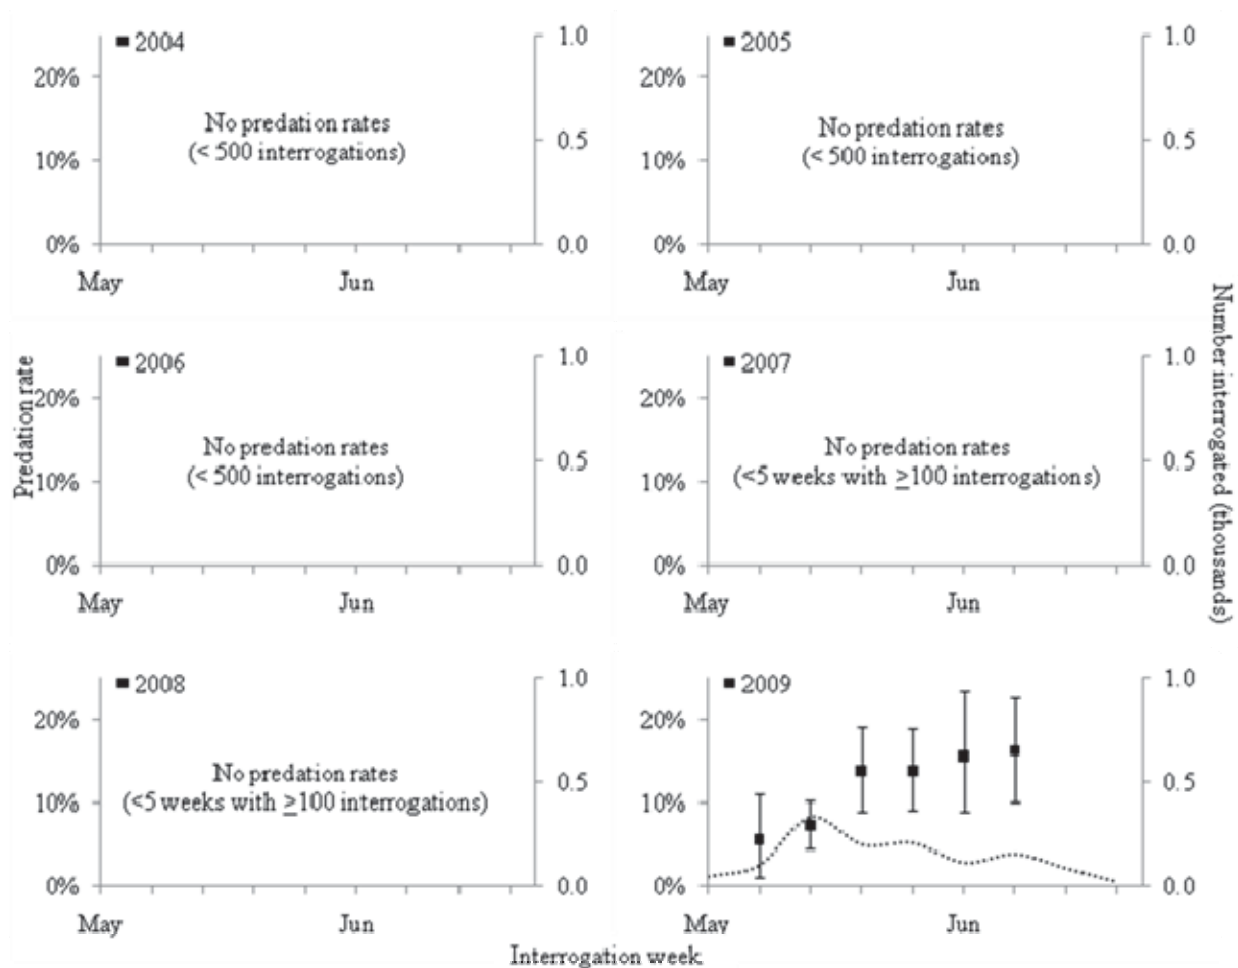 2004
20%
10%
0%
No predation rates
(< 500 interrogations)
1.0
0.5
0.0
May
Jun
2005
20%
10%
0%
No predation rates
(< 500 interrogations)
1.0
0.5
0.0
May
Jun
Predation rate
2006
20%
10%
0%
No predation rates
(< 500 interrogations)
1.0
0.5
0.0
May
Jun
2007
20%
10%
0%
No predation rates
(<5 weeks with ≥100 interrogations)
1.0
0.5
0.0
May
Jun
Number interrogated (thousands)
2008
20%
10%
0%
No predation rates
(<5 weeks with ≥100 interrogations)
1.0
0.5
0.0
May
Jun
2009
20%
10%
0%
1.0
0.5
0.0
May
Jun
Interrogation week